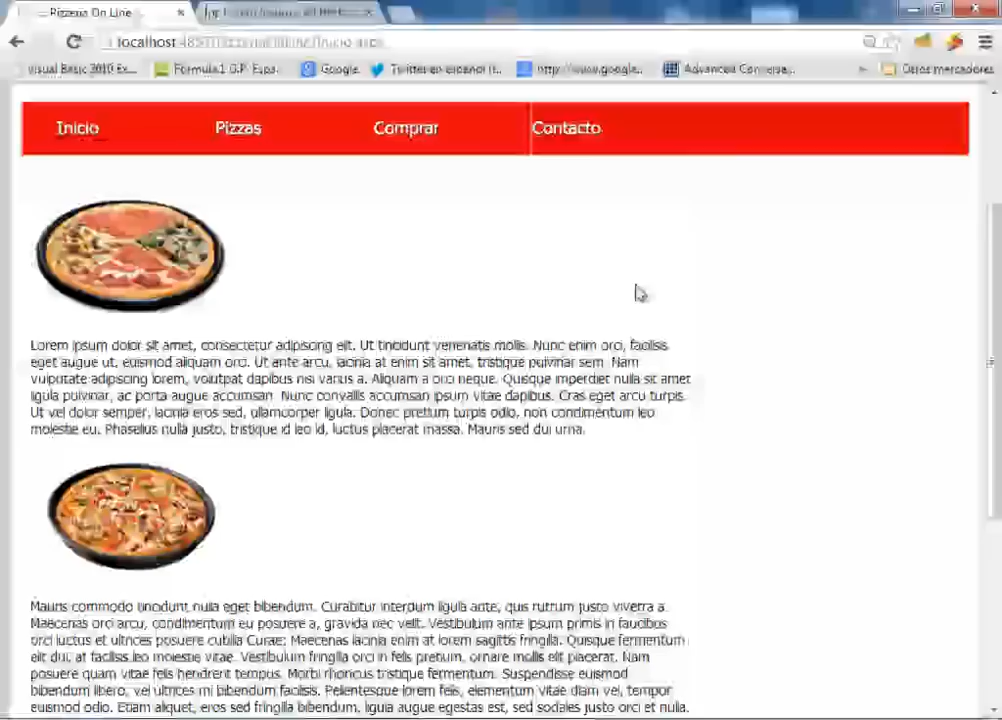 Pizzeria On Line
localhost
Visual Basic 2010 Ex...
Formula1 G.P. Espa...
Google
Twitter en español (t...
http://www.google...
Advanced Converse...
Otros marcadores
Inicio
Pizzas
Comprar
Contacto
Lorem ipsum dolor sit amet, consectetur adipiscing elit. Ut tincidunt venenatis mollis. Nunc enim orci, facilisis
eget augue ut, euismod aliquam orci. Ut ante arcu, lacinia at enim sit amet, tristique pulvinar sem. Nam
vulputate adipiscing lorem, volutpat dapibus nisi varius a. Aliquam a orci neque. Quisque imperdiet nulla sit amet
ligula pulvinar, ac porta augue accumsan. Nunc convallis accumsan ipsum vitae dapibus. Cras eget arcu turpis.
Ut vel dolor semper, lacinia eros sed, ullamcorper ligula. Donec pretium turpis odio, non condimentum leo
molestie eu. Phasellus nulla justo, tristique id leo id, luctus placerat massa. Mauris sed dui urna.
Mauris commodo tincidunt nulla eget bibendum. Curabitur interdum ligula ante, quis rutrum justo viverra a.
Maecenas orci arcu, condimentum eu posuere a, gravida nec velit. Vestibulum ante ipsum primis in faucibus
orci luctus et ultrices posuere cubilia Curae; Maecenas lacinia enim at lorem sagittis fringilla. Quisque fermentum
elit dui, at facilisis leo molestie vitae. Vestibulum fringilla orci in felis pretium, ornare mollis elit placerat. Nam
posuere quam vitae felis hendrerit tempus. Morbi rhoncus tristique fermentum. Suspendisse euismod
bibendum libero, vel ultrices mi bibendum facilisis. Pellentesque lorem felis, elementum vitae diam vel, tempor
euismod odio. Etiam aliquet, eros sed fringilla bibendum, ligula augue egestas est, sed sodales justo orci et nulla.